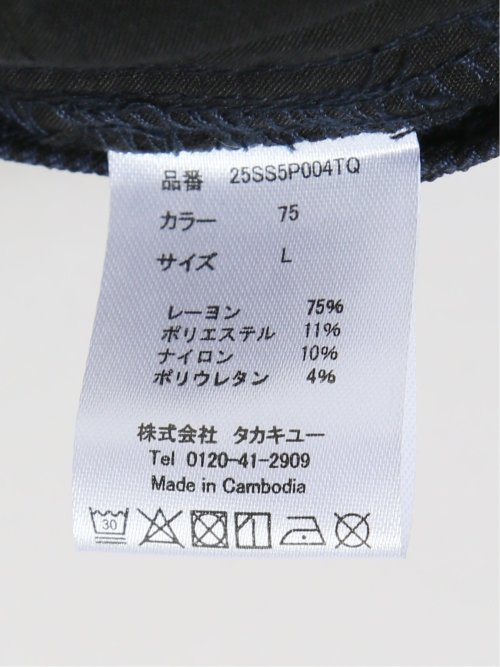 品番 25SS5P004TQ
カラー 75
サイズ L
レーヨン 75%
ポリエステル 11%
ナイロン 10%
ポリウレタン 4%
株式会社 タカキユー
Tel 0120-41-2909
Made in Cambodia
30